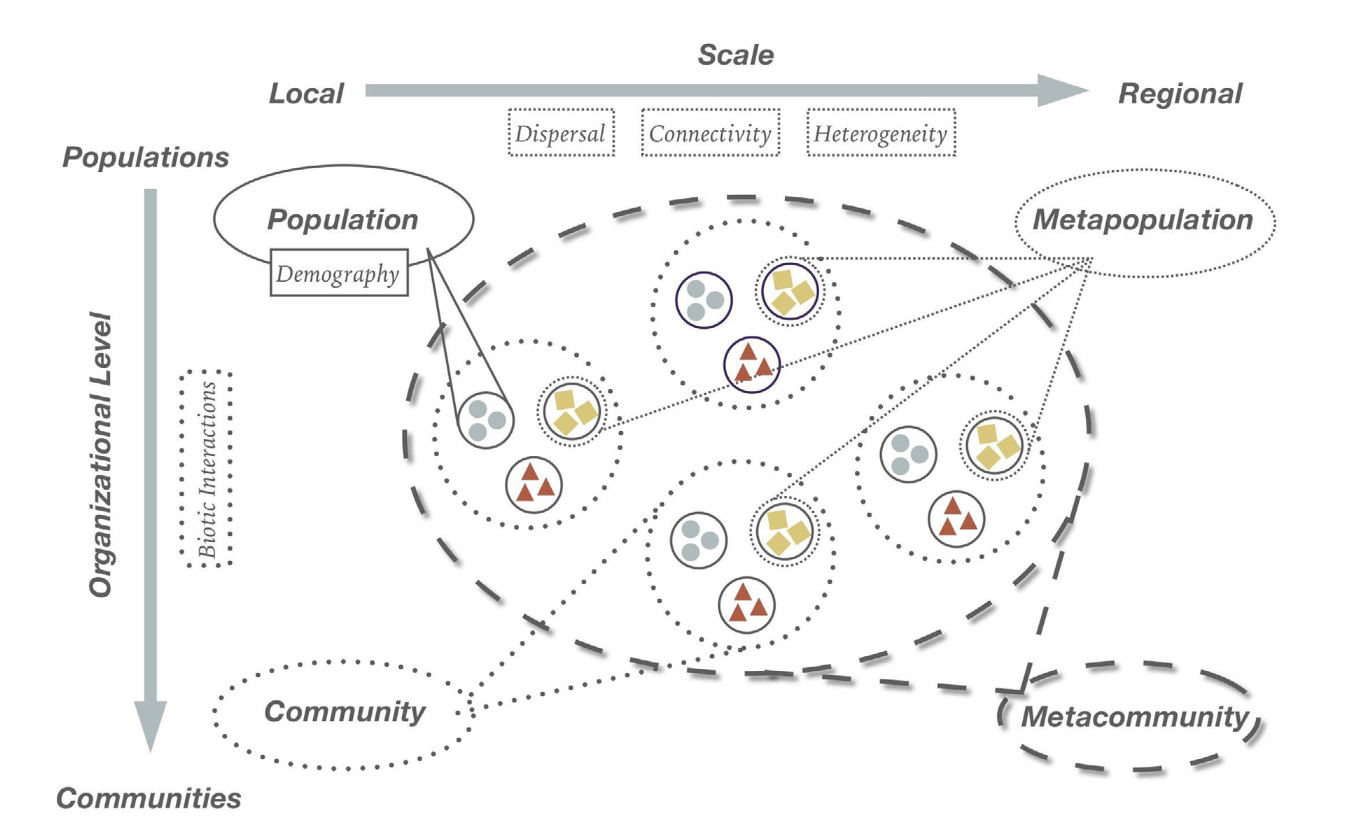 Scale
Local
Regional
Dispersal
Connectivity
Heterogeneity
Populations
Population
Metapopulation
Demography
Organizational Level
Biotic Interactions
Community
Metacommunity
Communities